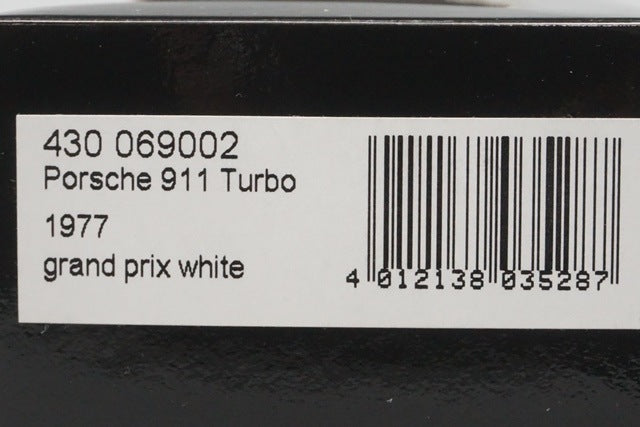 430 069002
Porsche 911 Turbo
1977
grand prix white
4 012138 035287